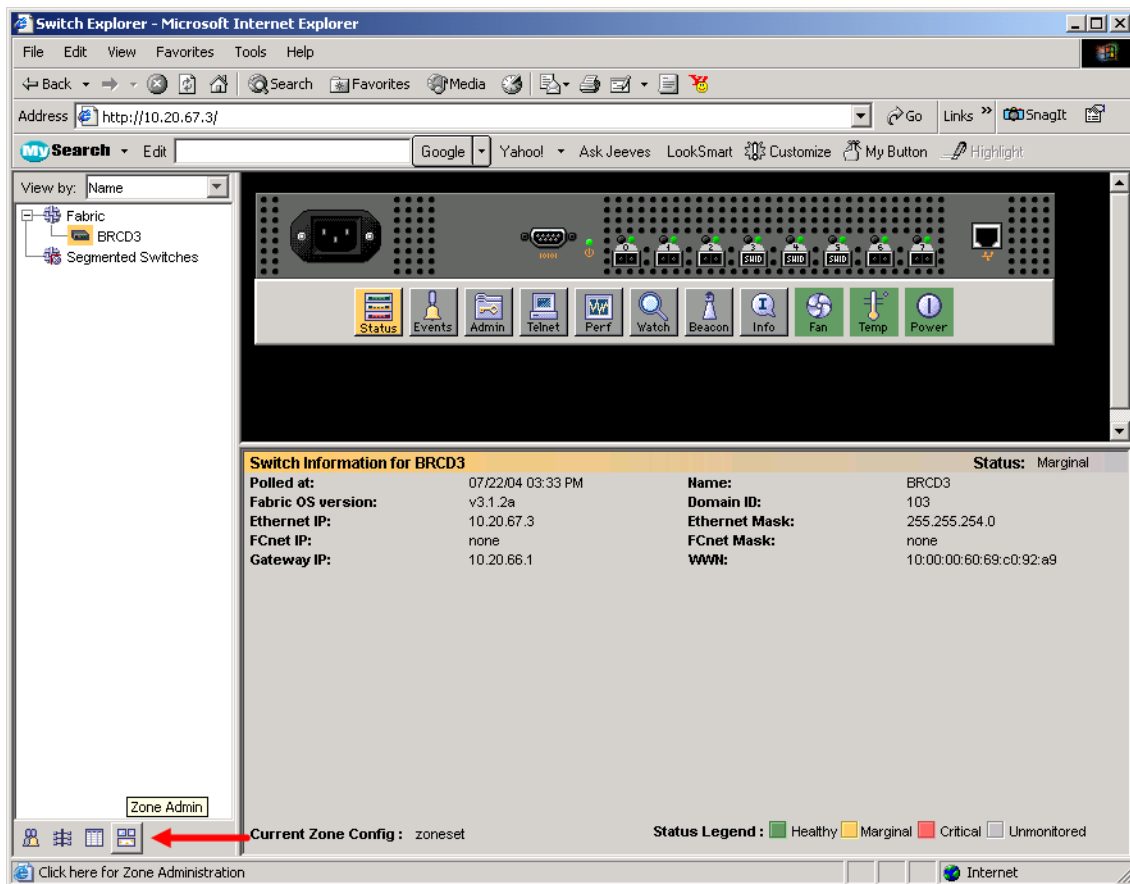 Switch Explorer - Microsoft Internet Explorer
File Edit View Favorites Tools Help
Back Search Favorites Media
Address http://10.20.67.3/ Go Links » SnagIt
My Search Edit Google Yahoo! Ask Jeeves LookSmart Customize My Button Highlight
View by: Name
Fabric
BRCD3
Segmented Switches
10101
0 1 2 3 4 5 6 7
SWID SWID SWID
Status Events Admin Telnet Perf Watch Beacon Info Fan Temp Power
Switch Information for BRCD3 Status: Marginal
Polled at: 07/22/04 03:33 PM Name: BRCD3
Fabric OS version: v3.1.2a Domain ID: 103
Ethernet IP: 10.20.67.3 Ethernet Mask: 255.255.254.0
FCnet IP: none FCnet Mask: none
Gateway IP: 10.20.66.1 WWN: 10:00:00:60:69:c0:92:a9
Zone Admin
Current Zone Config : zoneset Status Legend : Healthy Marginal Critical Unmonitored
Click here for Zone Administration Internet